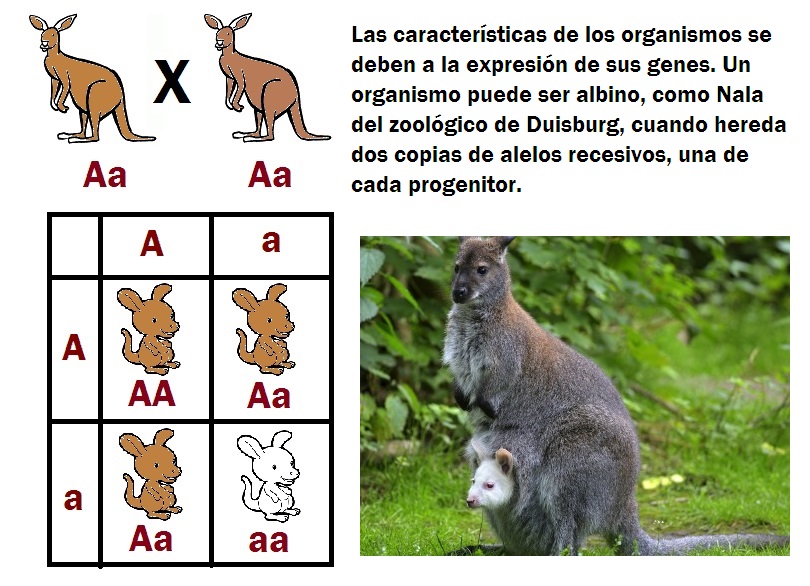 X
Aa
Aa
Las características de los organismos se
deben a la expresión de sus genes. Un
organismo puede ser albino, como Nala
del zoológico de Duisburg, cuando hereda
dos copias de alelos recesivos, una de
cada progenitor.
A
a
A
AA
Aa
a
Aa
aa